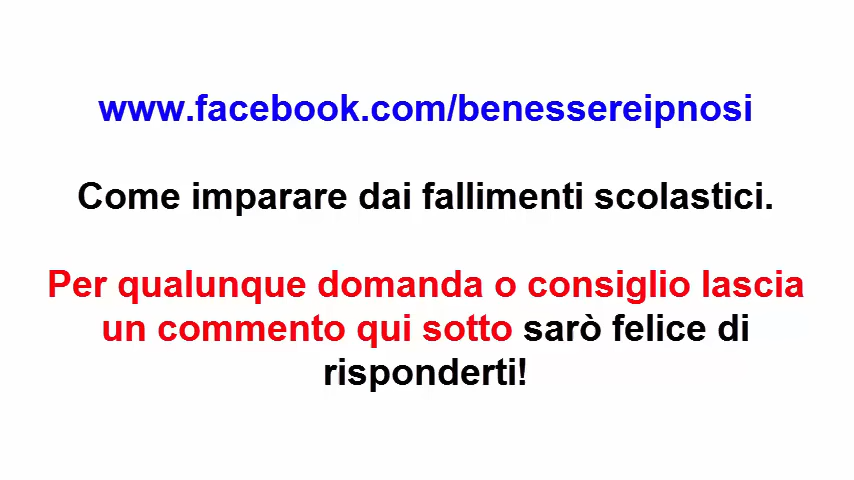 www.facebook.com/benessereipnosi
Come imparare dai fallimenti scolastici.
Per qualunque domanda o consiglio lascia
un commento qui sotto sarò felice di
risponderti!